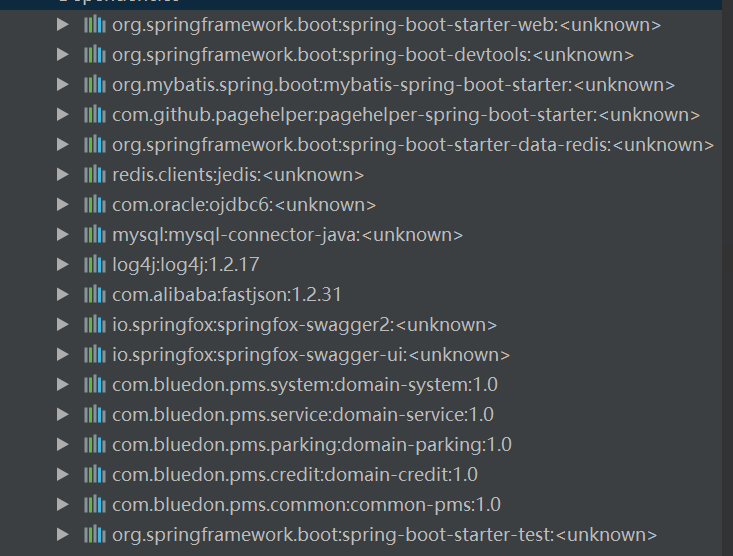 Dependencies
org.springframework.boot:spring-boot-starter-web:<unknown>
org.springframework.boot:spring-boot-devtools:<unknown>
org.mybatis.spring.boot:mybatis-spring-boot-starter:<unknown>
com.github.pagehelper:pagehelper-spring-boot-starter:<unknown>
org.springframework.boot:spring-boot-starter-data-redis:<unknown>
redis.clients:jedis:<unknown>
com.oracle:ojdbc6:<unknown>
mysql:mysql-connector-java:<unknown>
log4j:log4j:1.2.17
com.alibaba:fastjson:1.2.31
io.springfox:springfox-swagger2:<unknown>
io.springfox:springfox-swagger-ui:<unknown>
com.bluedon.pms.system:domain-system:1.0
com.bluedon.pms.service:domain-service:1.0
com.bluedon.pms.parking:domain-parking:1.0
com.bluedon.pms.credit:domain-credit:1.0
com.bluedon.pms.common:common-pms:1.0
org.springframework.boot:spring-boot-starter-test:<unknown>